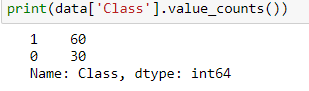 print(data['Class'].value_counts())
1    60
0    30
Name: Class, dtype: int64